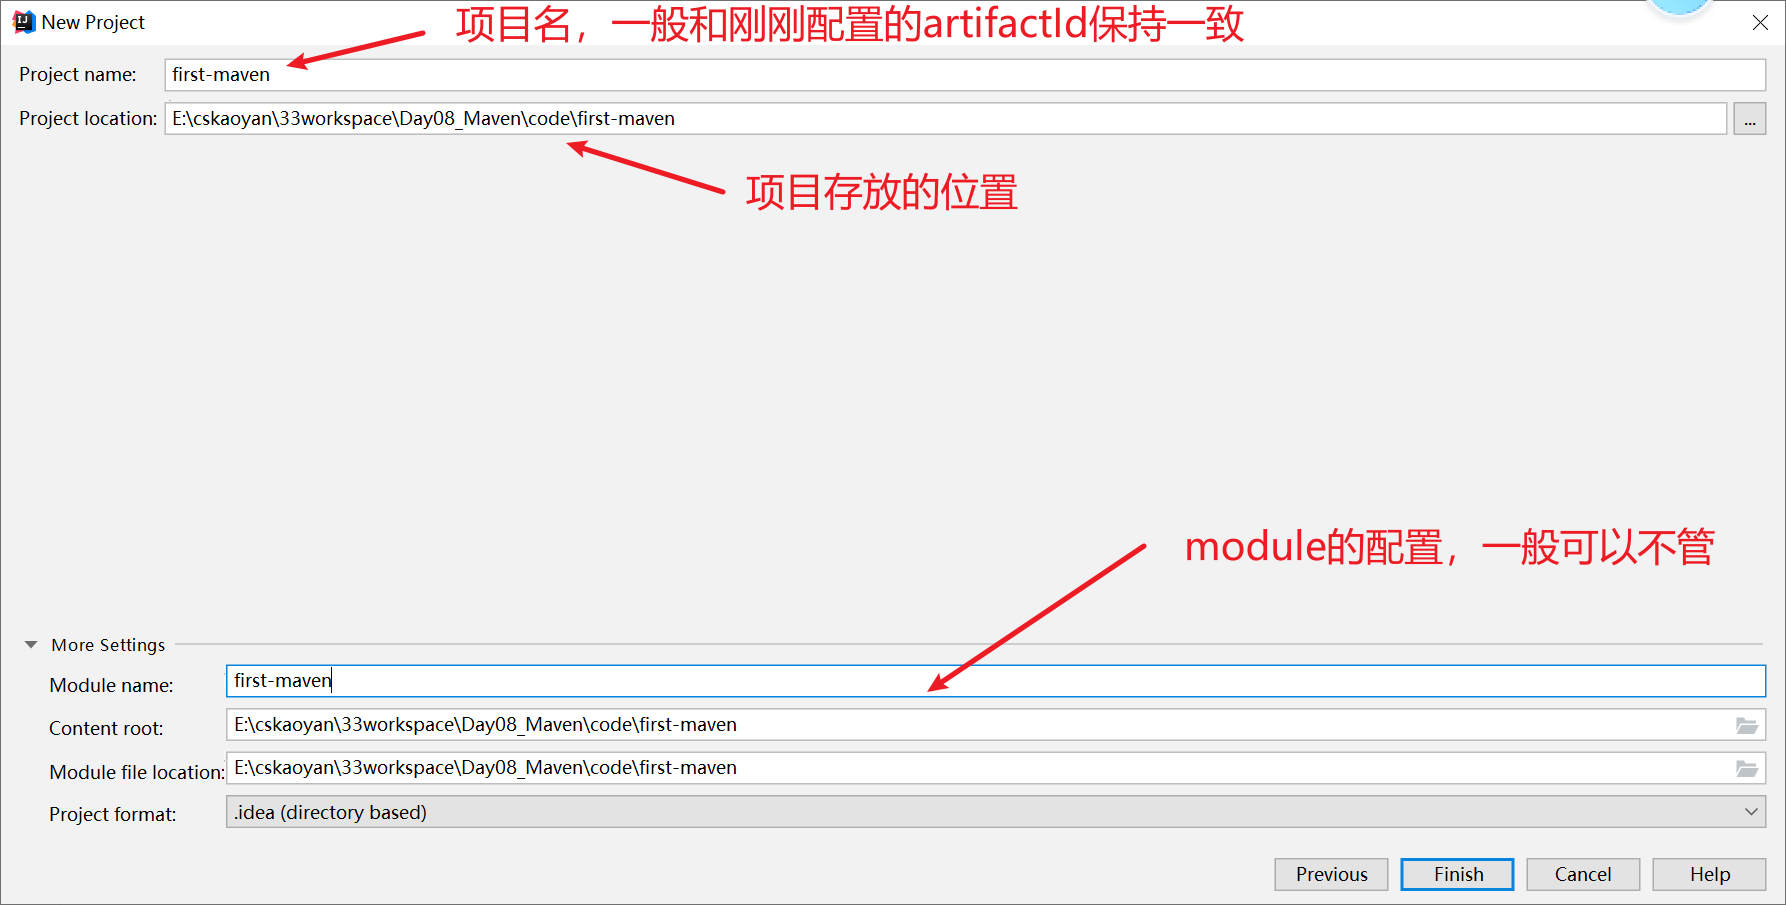 New Project
项目名，一般和刚刚配置的artifactId保持一致
Project name: first-maven
Project location: E:\cskaoyan\33workspace\Day08_Maven\code\first-maven ...
项目存放的位置
module的配置，一般可以不管
More Settings
Module name: first-maven
Content root: E:\cskaoyan\33workspace\Day08_Maven\code\first-maven
Module file location: E:\cskaoyan\33workspace\Day08_Maven\code\first-maven
Project format: .idea (directory based)
Previous Finish Cancel Help